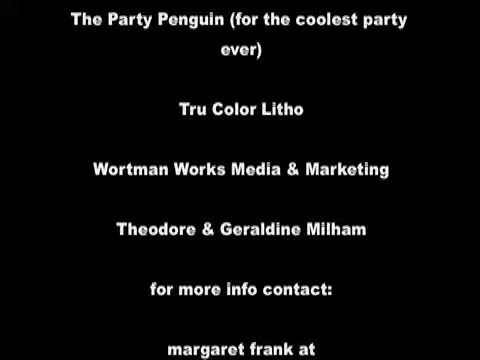 The Party Penguin (for the coolest party
ever)
Tru Color Litho
Wortman Works Media & Marketing
Theodore & Geraldine Milham
for more info contact:
margaret frank at